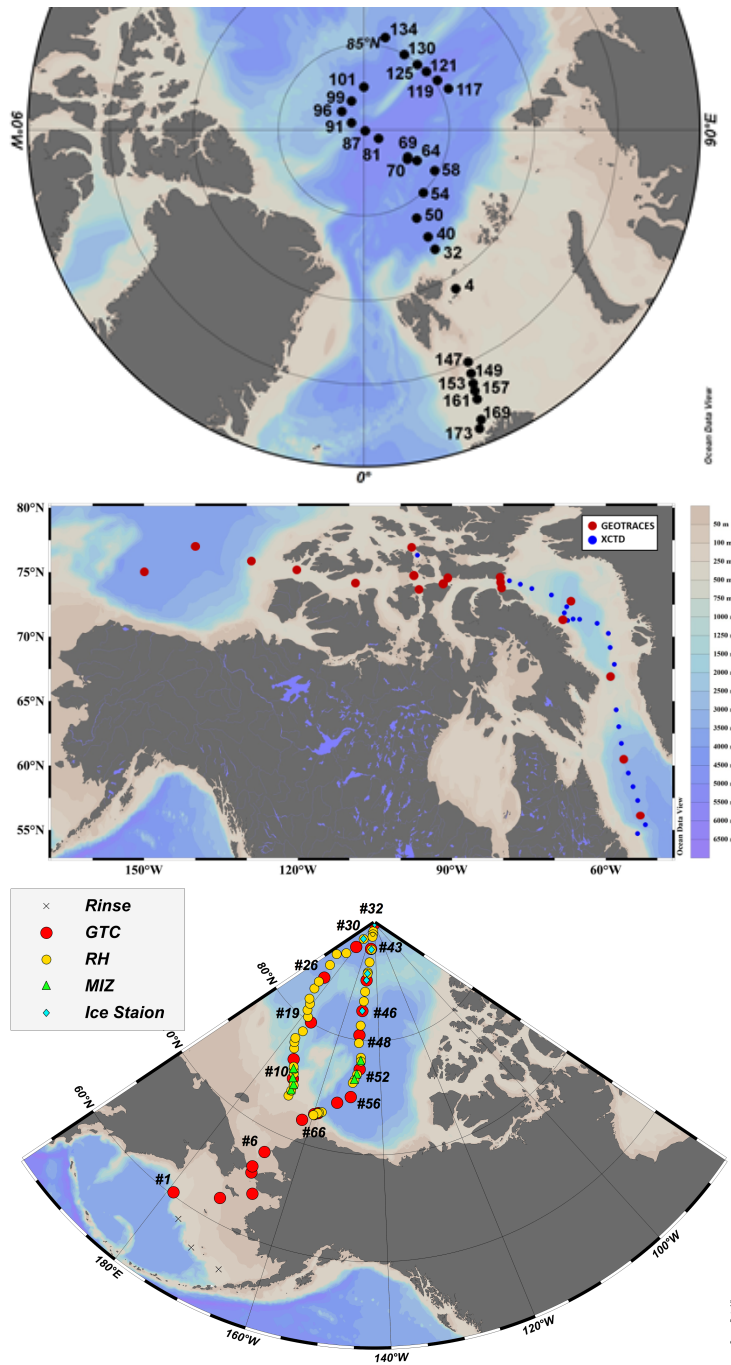 134
85°N
130
125
121
119
117
101
99
96
91
87
81
69
70
64
58
54
50
40
32
4
147
149
153
157
161
169
173
90°W
90°E
0°
Ocean Data View
80°N
75°N
70°N
65°N
60°N
55°N
150°W
120°W
90°W
60°W
GEOTRACES
XCTD
Ocean Data View
50 m
100 m
250 m
500 m
750 m
1000 m
2000 m
2500 m
3000 m
3500 m
4000 m
4500 m
5000 m
5500 m
6000 m
6500 m
Rinse
GTC
RH
MIZ
Ice Staion
#32
#30
#43
#26
#19
#46
#48
#10
#52
#56
#66
#6
#1
80°N
60°N
180°E
160°W
140°W
120°W
100°W